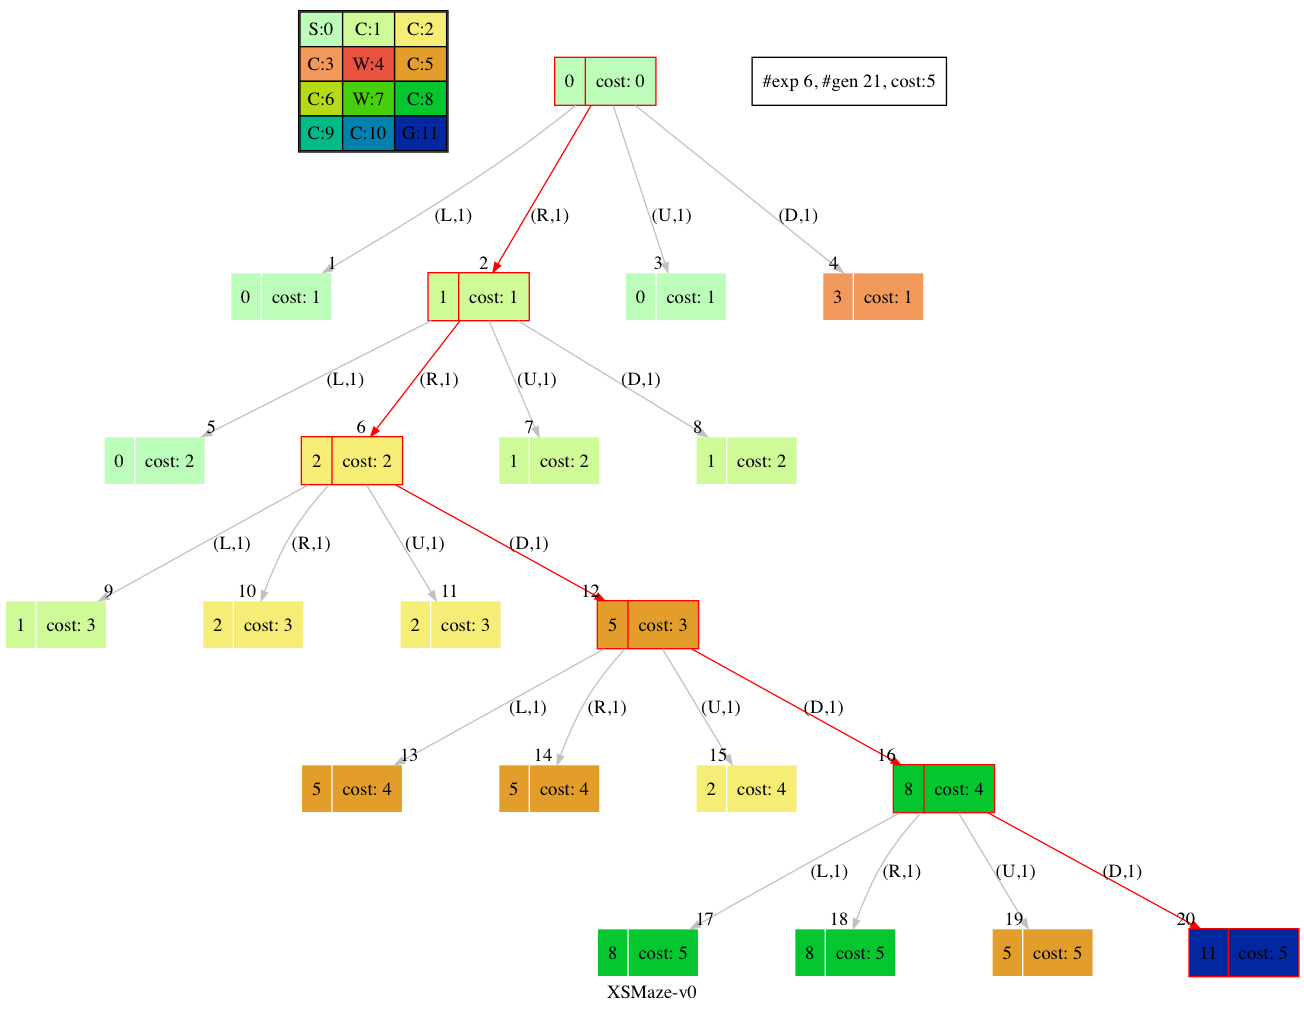 S:0 C:1 C:2
C:3 W:4 C:5
C:6 W:7 C:8
C:9 C:10 G:11
0 cost: 0
#exp 6, #gen 21, cost:5
(L,1) (R,1) (U,1) (D,1)
1 2 3 4
0 cost: 1 1 cost: 1 0 cost: 1 3 cost: 1
(L,1) (R,1) (U,1) (D,1)
5 6 7 8
0 cost: 2 2 cost: 2 1 cost: 2 1 cost: 2
(L,1) (R,1) (U,1) (D,1)
9 10 11 12
1 cost: 3 2 cost: 3 2 cost: 3 5 cost: 3
(L,1) (R,1) (U,1) (D,1)
13 14 15 16
5 cost: 4 5 cost: 4 2 cost: 4 8 cost: 4
(L,1) (R,1) (U,1) (D,1)
17 18 19 20
8 cost: 5 8 cost: 5 5 cost: 5 11 cost: 5
XSMaze-v0